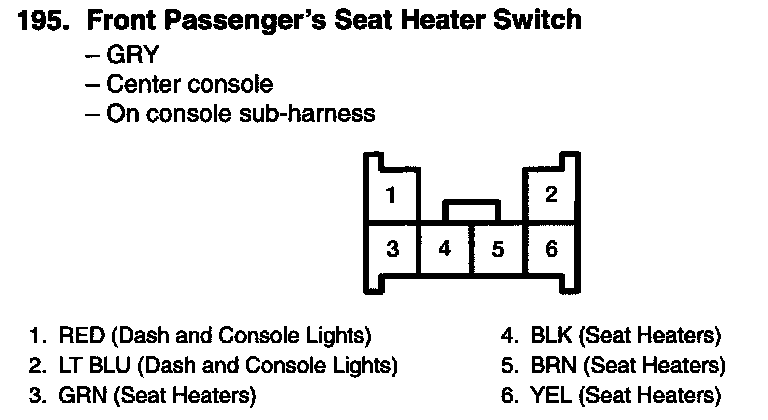 195. Front Passenger's Seat Heater Switch
– GRY
– Center console
– On console sub-harness
1 2
3 4 5 6
1. RED (Dash and Console Lights)
2. LT BLU (Dash and Console Lights)
3. GRN (Seat Heaters)
4. BLK (Seat Heaters)
5. BRN (Seat Heaters)
6. YEL (Seat Heaters)